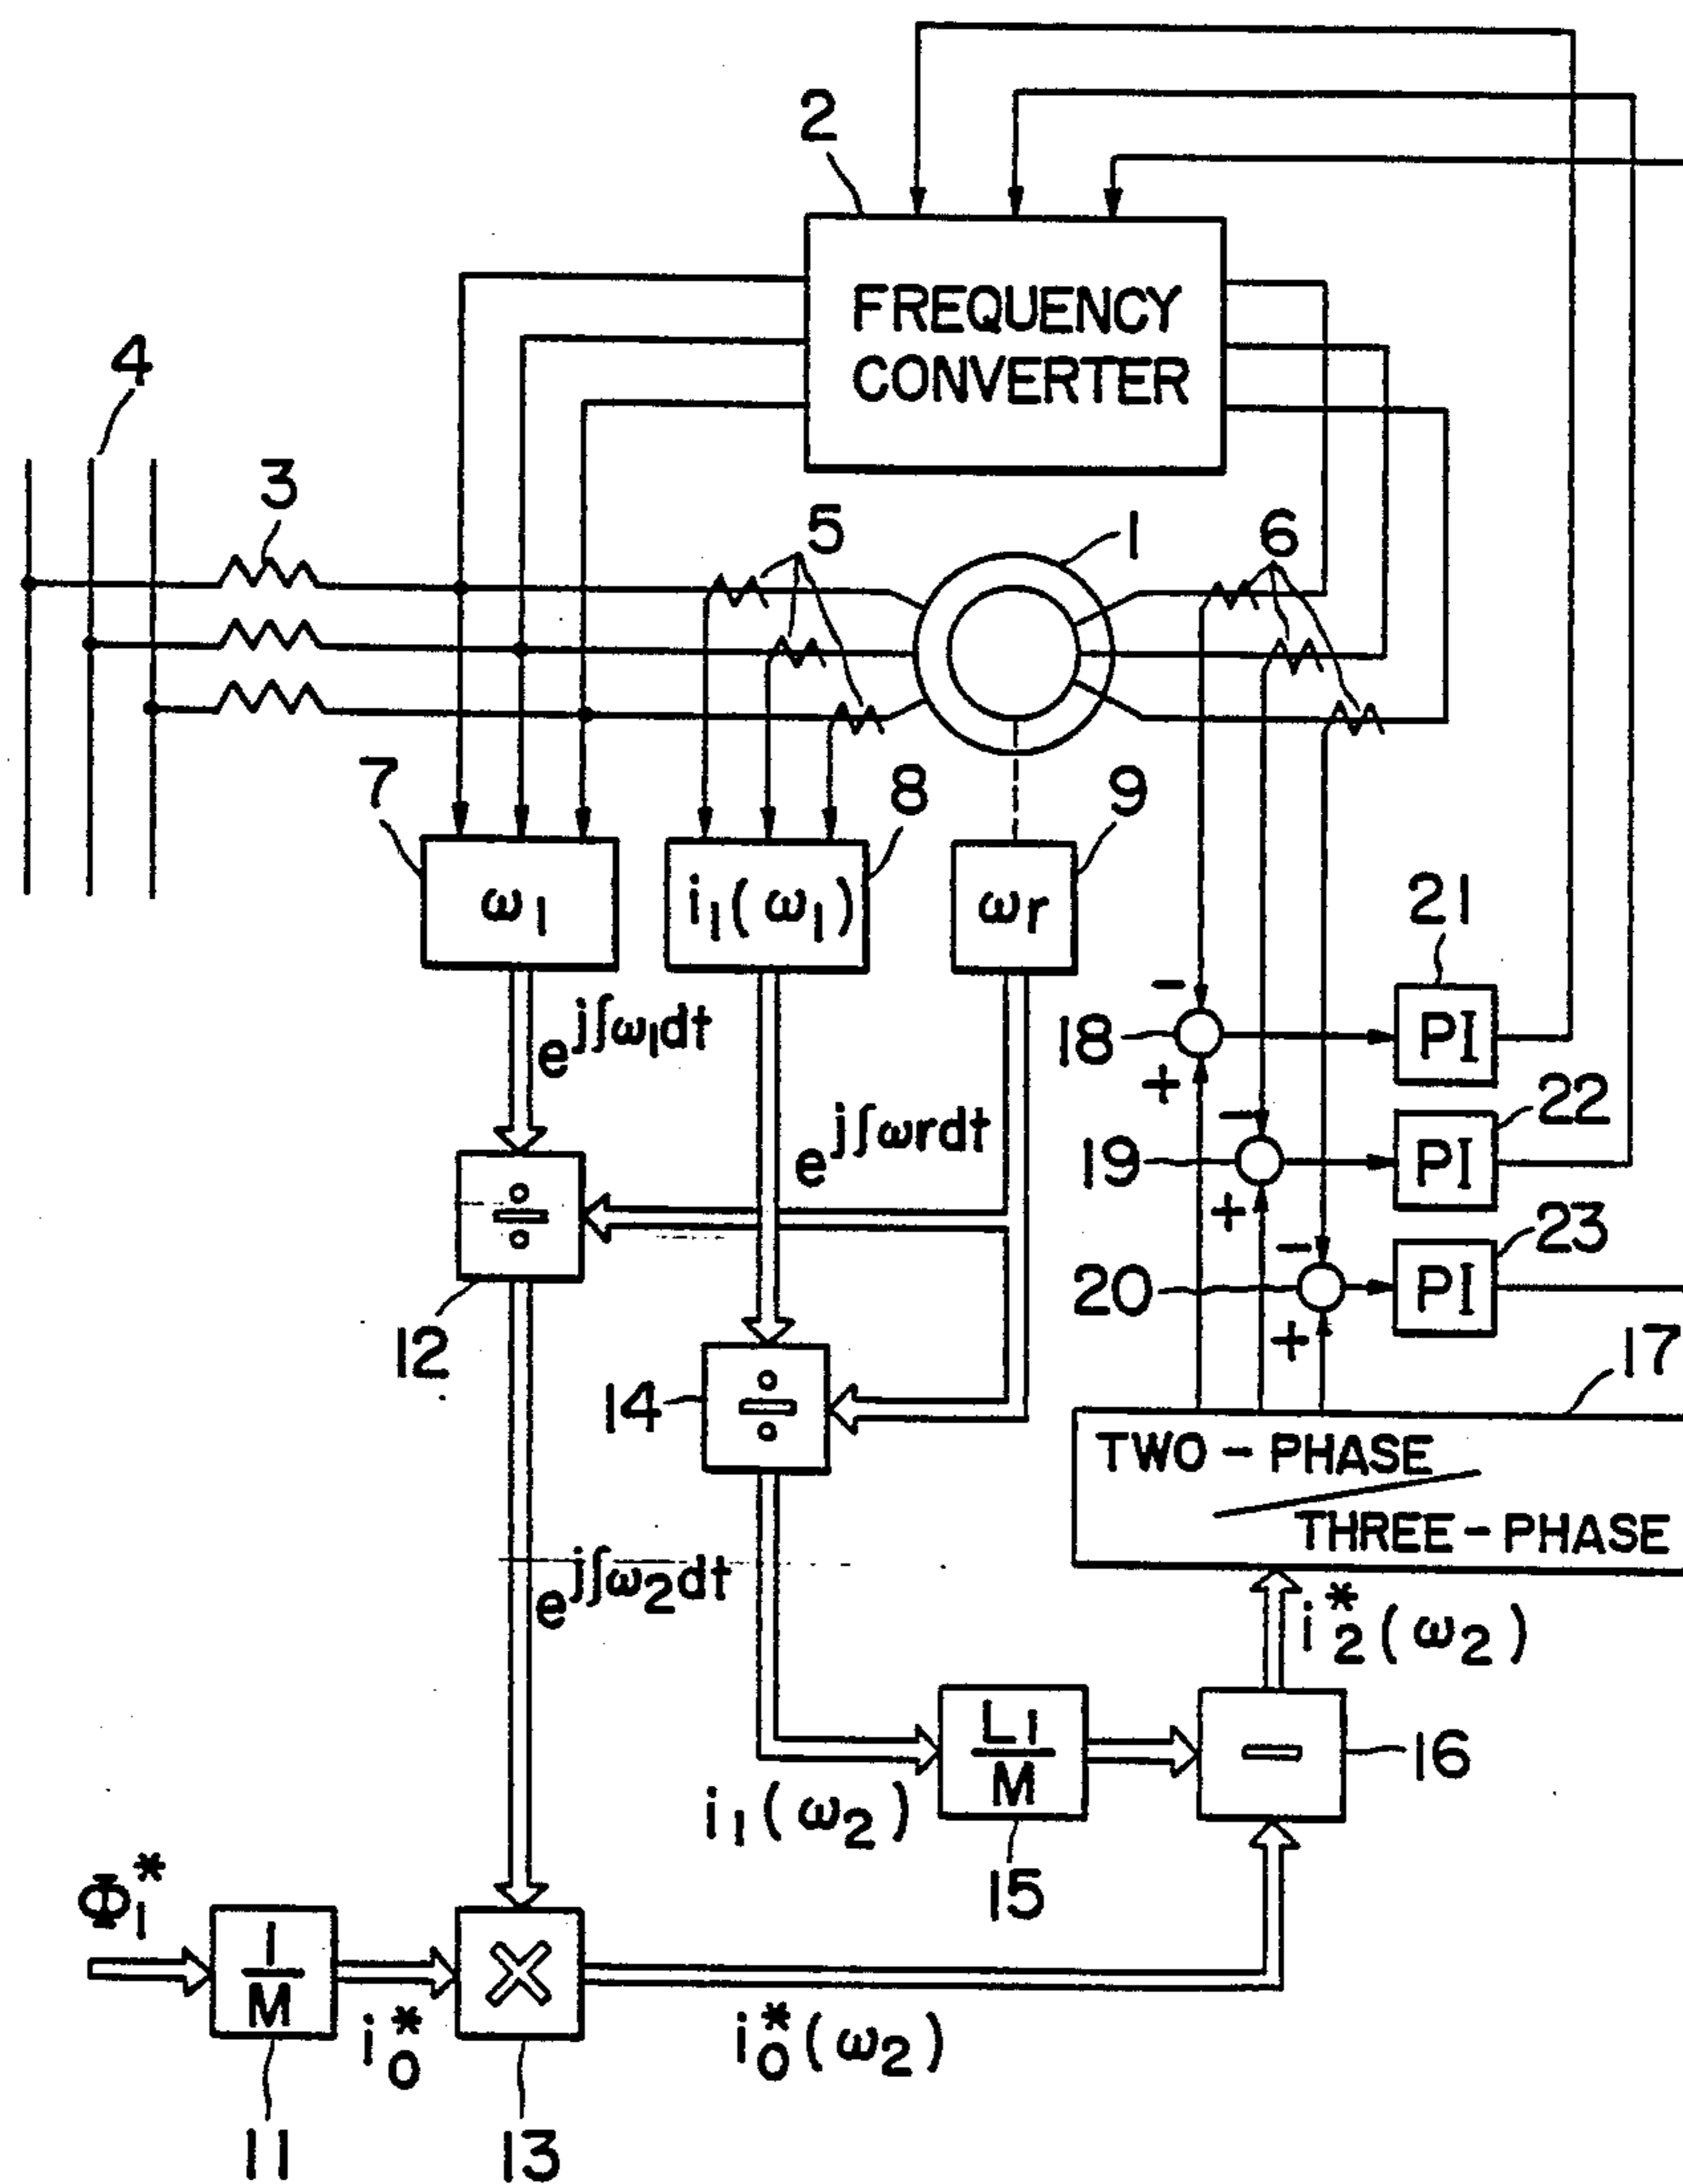 2
FREQUENCY
CONVERTER
4
3
5
1
6
7
8
9
ω1
i1(ω1)
ωr
21
e^j∫ω1dt
18
−
+
PI
22
e^j∫ωrdt
19
−
+
PI
÷
23
20
−
+
PI
12
17
14
÷
TWO-PHASE
THREE-PHASE
e^j∫ω2dt
i2*(ω2)
L1/M
−
16
i1(ω2)
15
Φ1*
1/M
×
i0*
i0*(ω2)
11
13